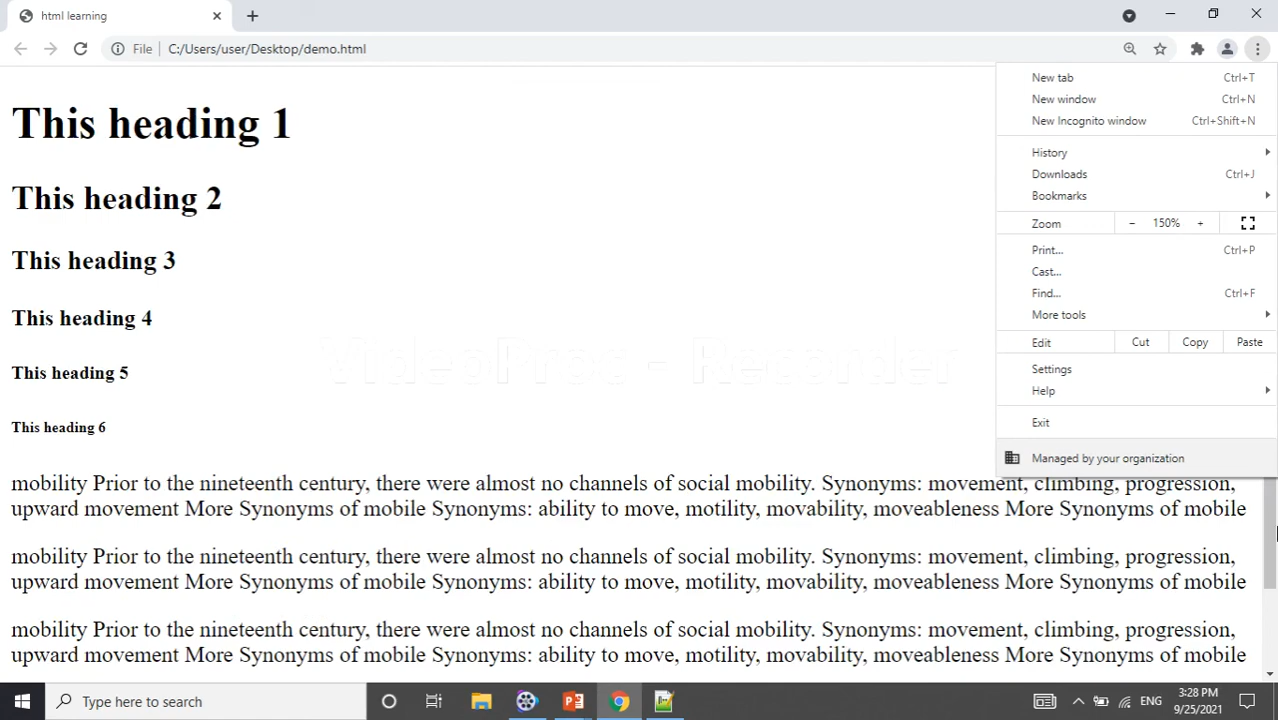 html learning
File C:/Users/user/Desktop/demo.html
New tab Ctrl+T
New window Ctrl+N
New Incognito window Ctrl+Shift+N
History
Downloads Ctrl+J
Bookmarks
Zoom - 150% +
Print... Ctrl+P
Cast...
Find... Ctrl+F
More tools
Edit Cut Copy Paste
Settings
Help
Exit
Managed by your organization
This heading 1
This heading 2
This heading 3
This heading 4
VideoProc - Recorder
This heading 5
This heading 6
mobility Prior to the nineteenth century, there were almost no channels of social mobility. Synonyms: movement, climbing, progression,
upward movement More Synonyms of mobile Synonyms: ability to move, motility, movability, moveableness More Synonyms of mobile
mobility Prior to the nineteenth century, there were almost no channels of social mobility. Synonyms: movement, climbing, progression,
upward movement More Synonyms of mobile Synonyms: ability to move, motility, movability, moveableness More Synonyms of mobile
mobility Prior to the nineteenth century, there were almost no channels of social mobility. Synonyms: movement, climbing, progression,
upward movement More Synonyms of mobile Synonyms: ability to move, motility, movability, moveableness More Synonyms of mobile
Type here to search
ENG
3:28 PM
9/25/2021